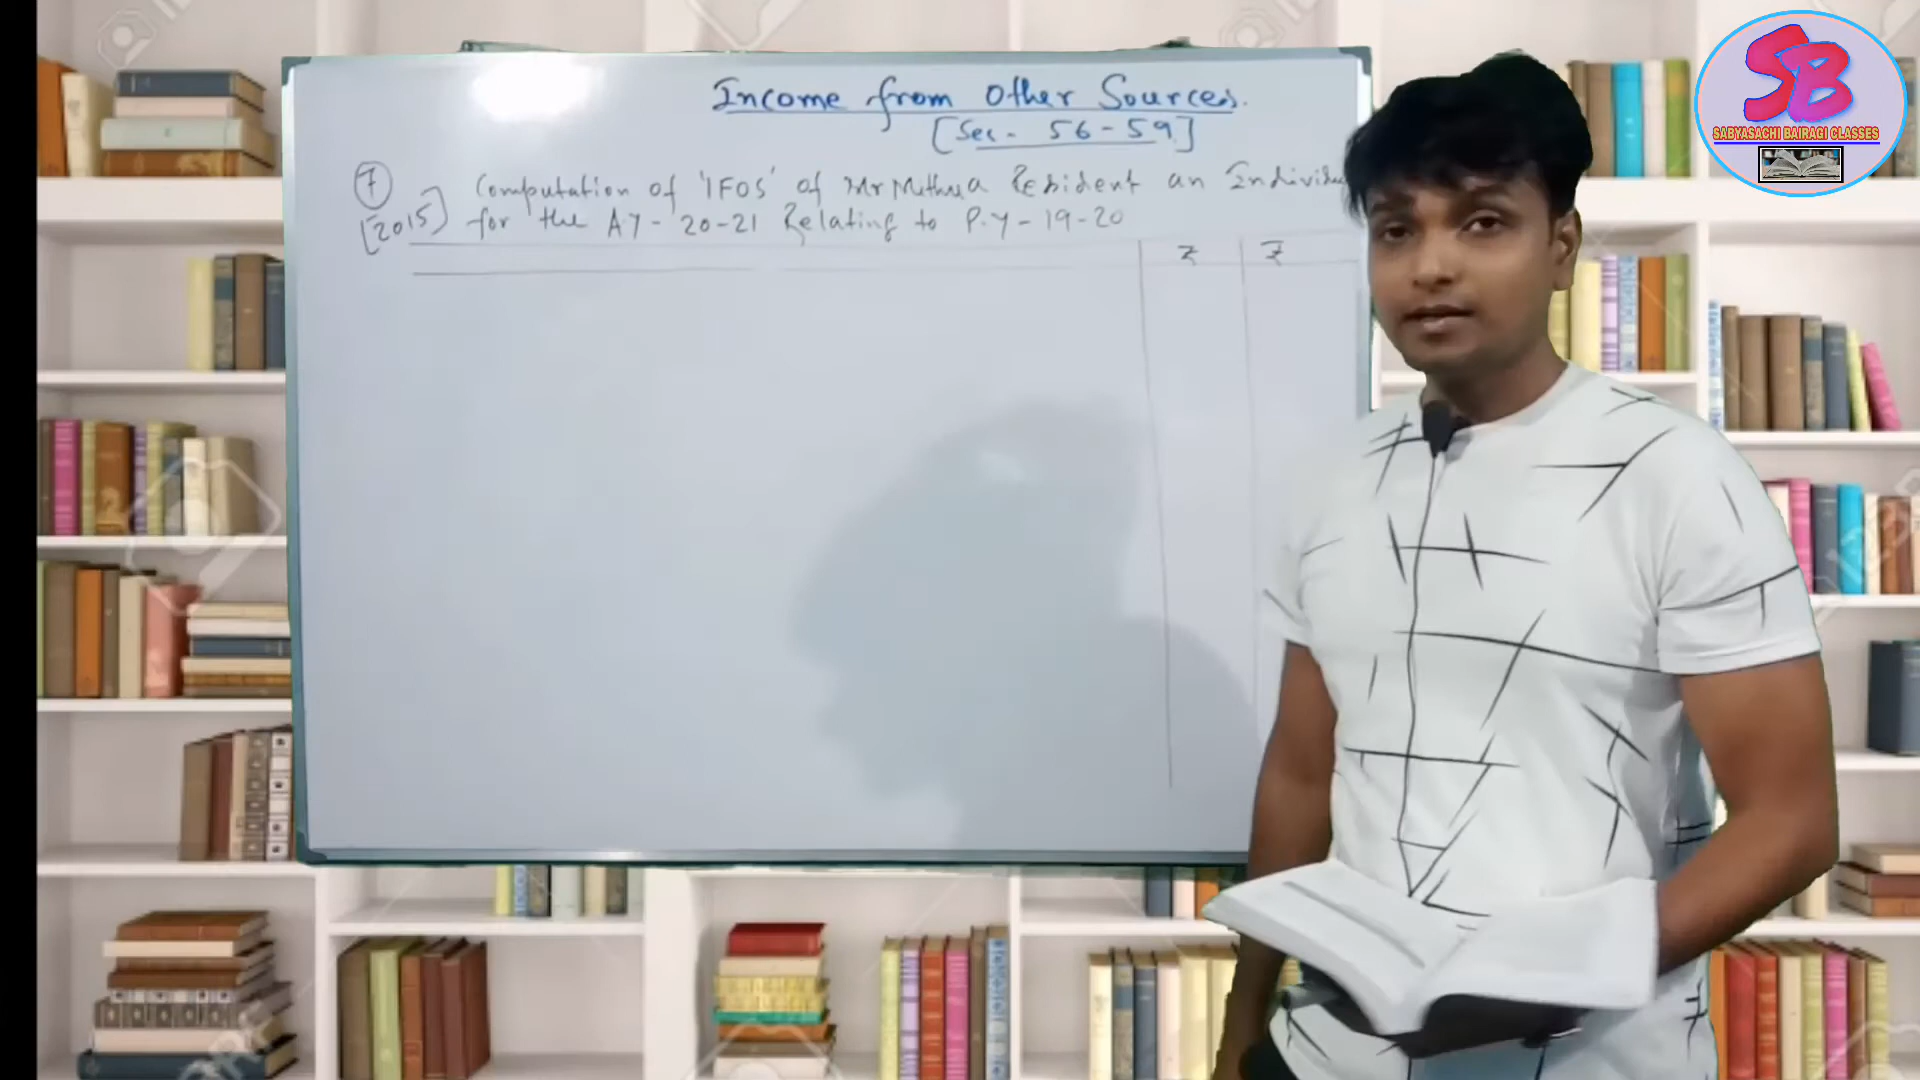 Income from Other Sources.
[Sec- 56-59]
7 Computation of 'IFOS' of Mr Mithua Resident an Individu
[2015] for the AY- 20-21 Relating to P.Y-19-20
₹ ₹
SB
SABYASACHI BAIRAGI CLASSES